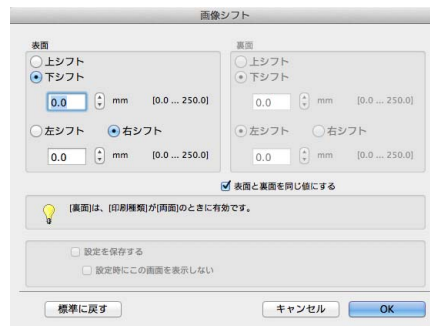 画像シフト
表面
上シフト
下シフト
0.0 mm [0.0 ... 250.0]
左シフト 右シフト
0.0 mm [0.0 ... 250.0]
裏面
上シフト
下シフト
0.0 mm [0.0 ... 250.0]
左シフト 右シフト
0.0 mm [0.0 ... 250.0]
表面と裏面を同じ値にする
[裏面]は、[印刷種類]が[両面]のときに有効です。
設定を保存する
設定時にこの画面を表示しない
標準に戻す キャンセル OK